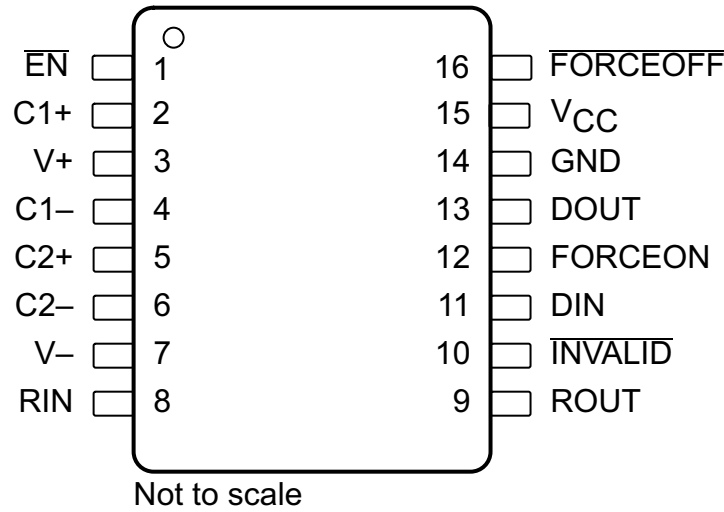 EN 1 16 FORCEOFF
C1+ 2 15 VCC
V+ 3 14 GND
C1– 4 13 DOUT
C2+ 5 12 FORCEON
C2– 6 11 DIN
V– 7 10 INVALID
RIN 8 9 ROUT
Not to scale